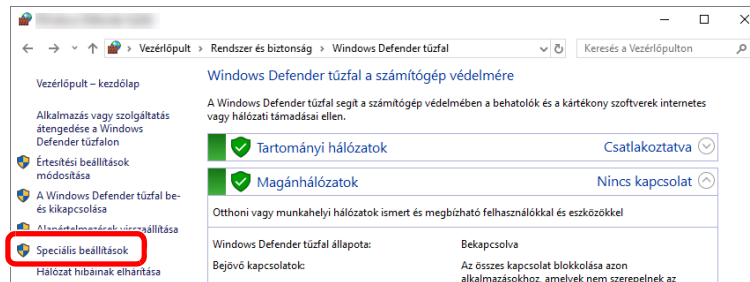 Vezérlőpult › Rendszer és biztonság › Windows Defender tűzfal
Keresés a Vezérlőpulton
Vezérlőpult – kezdőlap
Alkalmazás vagy szolgáltatás
átengedése a Windows
Defender tűzfalon
Értesítési beállítások
módosítása
A Windows Defender tűzfal be-
és kikapcsolása
Alapértelmezések visszaállítása
Speciális beállítások
Hálózat hibáinak elhárítása
Windows Defender tűzfal a számítógép védelmére
A Windows Defender tűzfal segít a számítógép védelmében a behatolók és a kártékony szoftverek internetes
vagy hálózati támadásai ellen.
Tartományi hálózatok
Csatlakoztatva
Magánhálózatok
Nincs kapcsolat
Otthoni vagy munkahelyi hálózatok ismert és megbízható felhasználókkal és eszközökkel
Windows Defender tűzfal állapota:
Bekapcsolva
Bejövő kapcsolatok:
Az összes kapcsolat blokkolása azon
alkalmazásokhoz, amelyek nem szerepelnek az